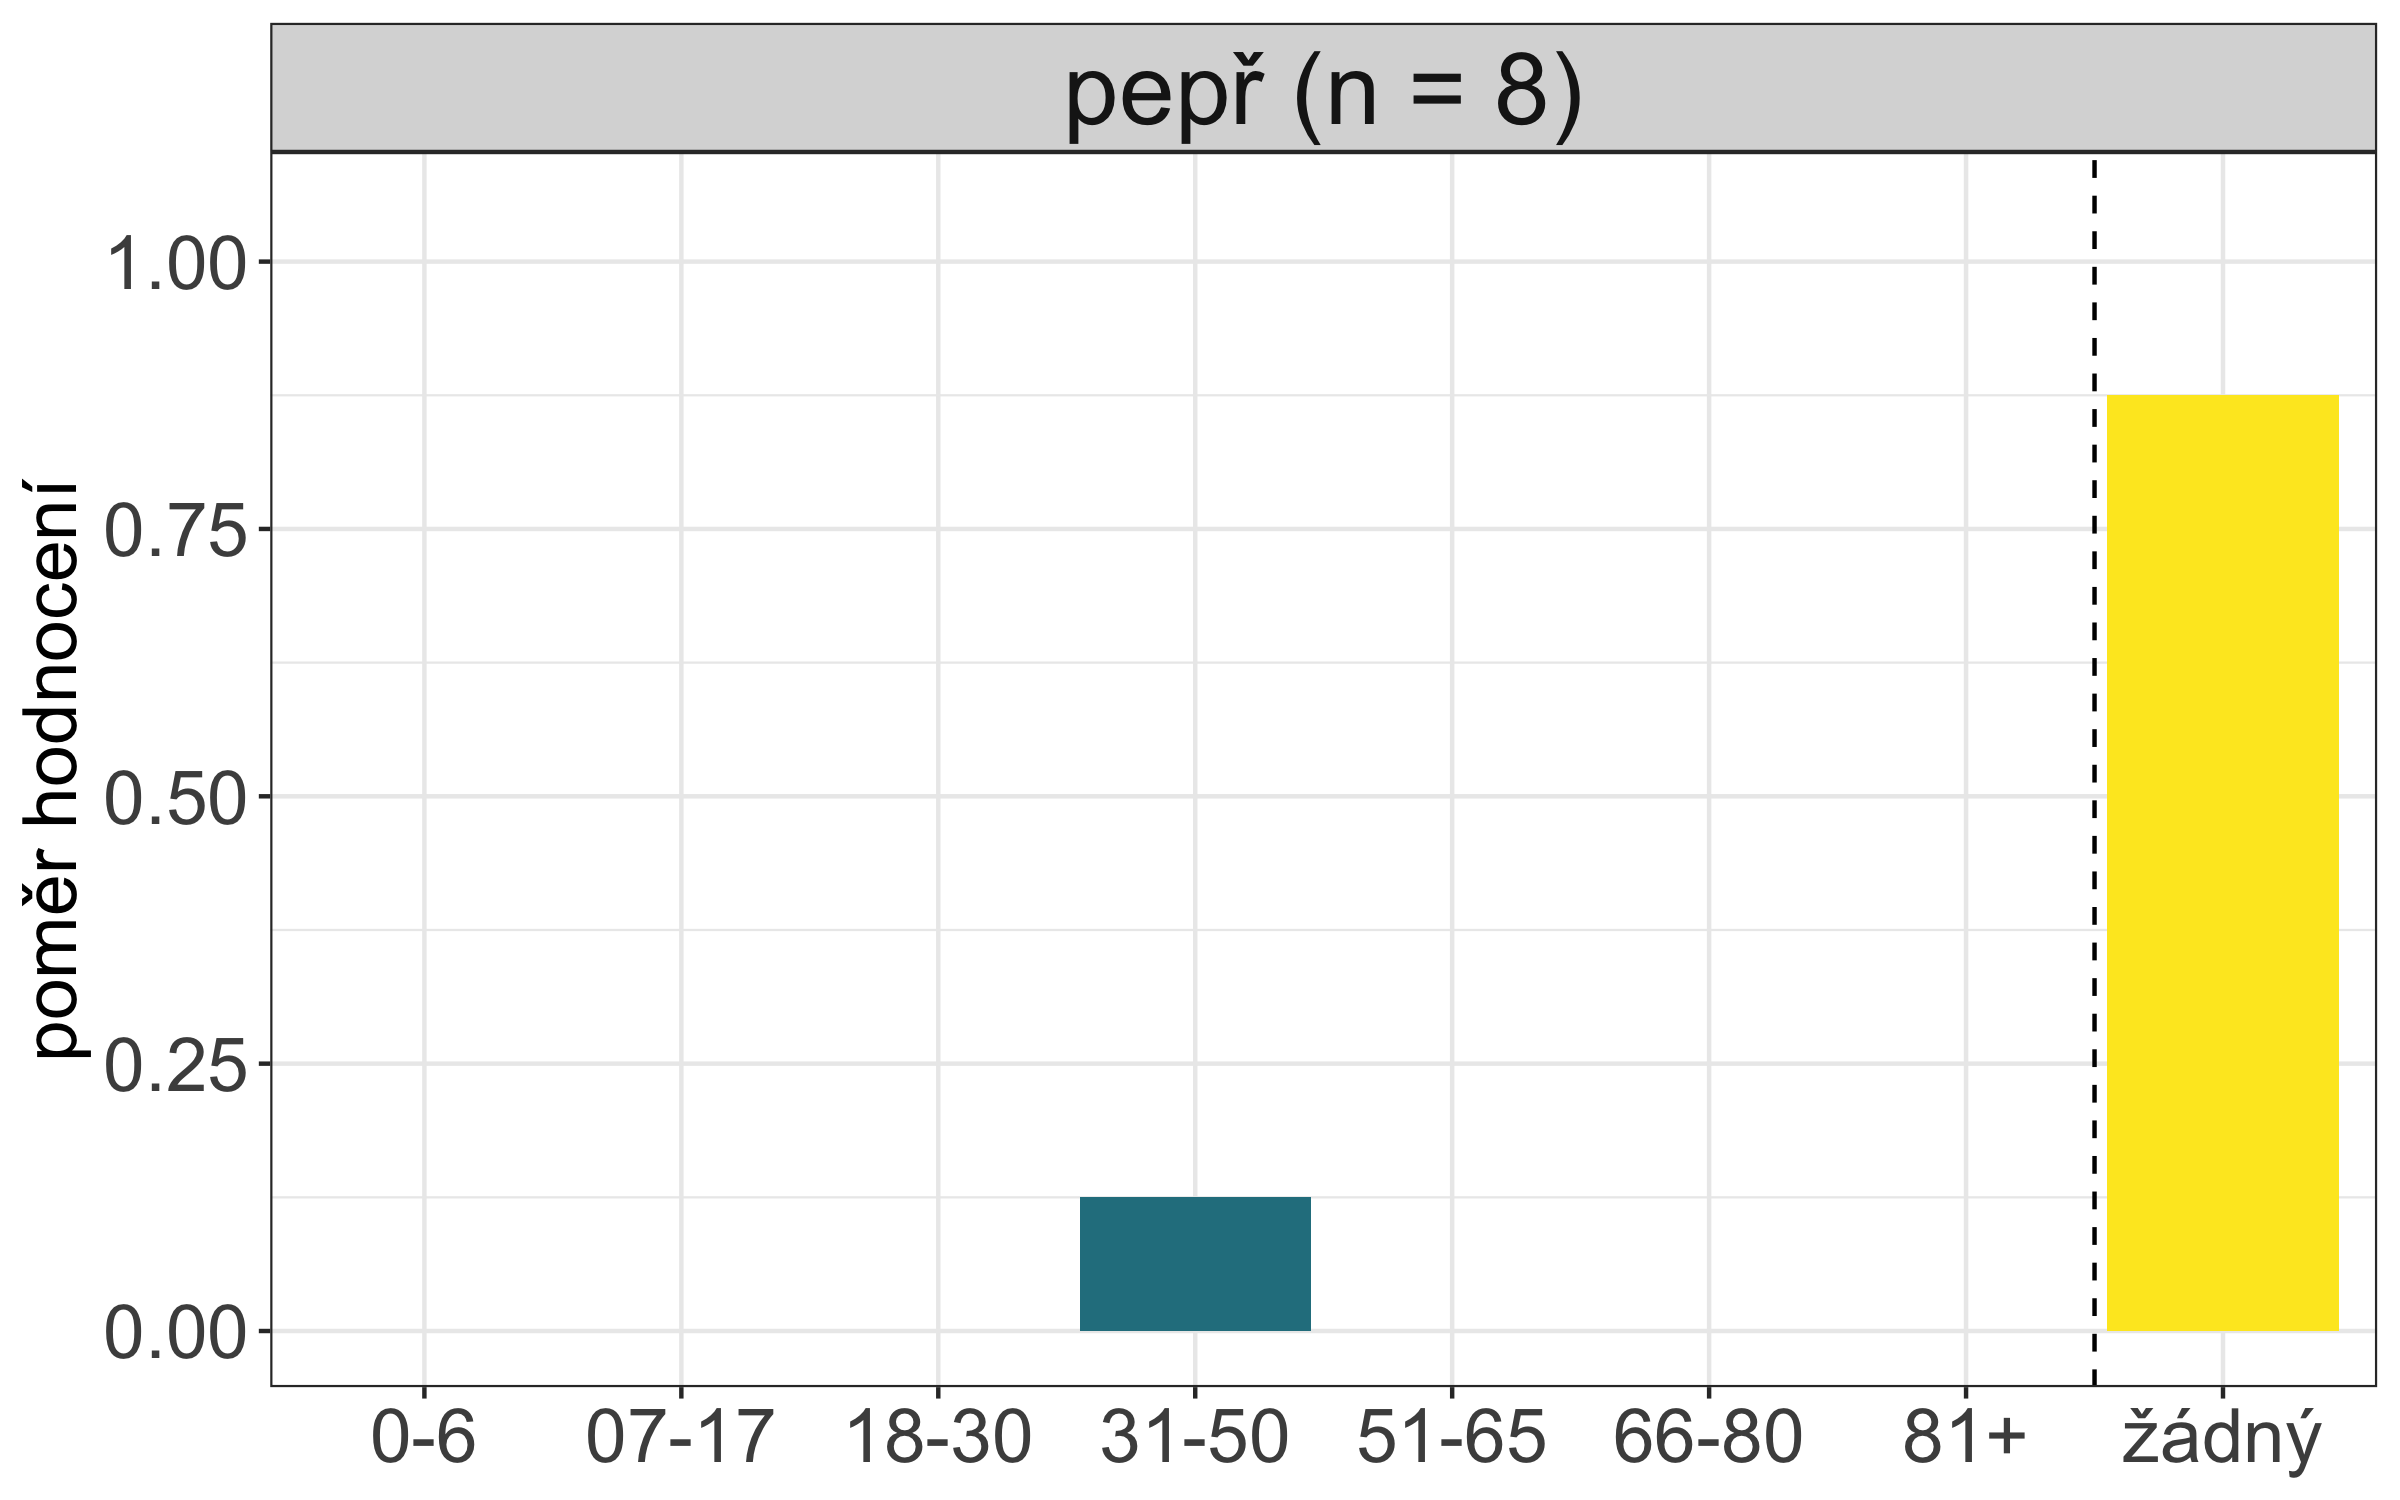 pepř (n = 8)
poměr hodnocení
1.00
0.75
0.50
0.25
0.00
0-6 07-17 18-30 31-50 51-65 66-80 81+ žádný